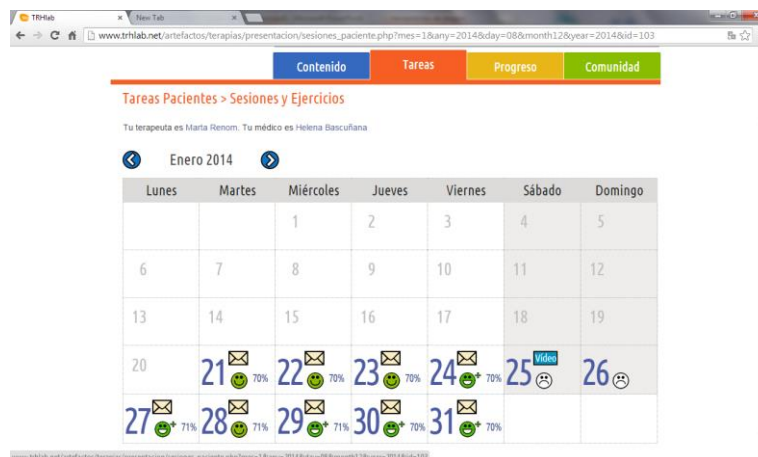 TRHlab
New Tab
www.trhlab.net/artefactos/terapias/presentacion/sesiones_paciente.php?mes=1&any=2014&day=08&month12&year=2014&id=103
Contenido Tareas Progreso Comunidad
Tareas Pacientes > Sesiones y Ejercicios
Tu terapeuta es Marta Renom. Tu médico es Helena Bascuñana
Enero 2014
Lunes Martes Miércoles Jueves Viernes Sábado Domingo
1 2 3 4 5
6 7 8 9 10 11 12
13 14 15 16 17 18 19
Vídeo
20 21 70% 22 70% 23 70% 24 + 70% 25 26
27 + 71% 28 71% 29 + 71% 30 + 70% 31 + 70%